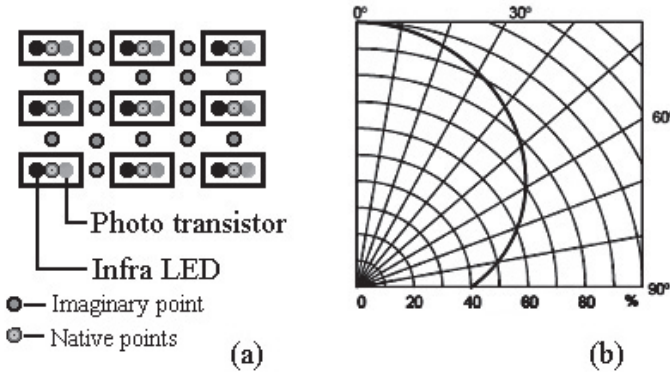 Photo transistor
Infra LED
Imaginary point
Native points
(a)
0° 30°
60°
90°
0 20 40 60 80 %
(b)